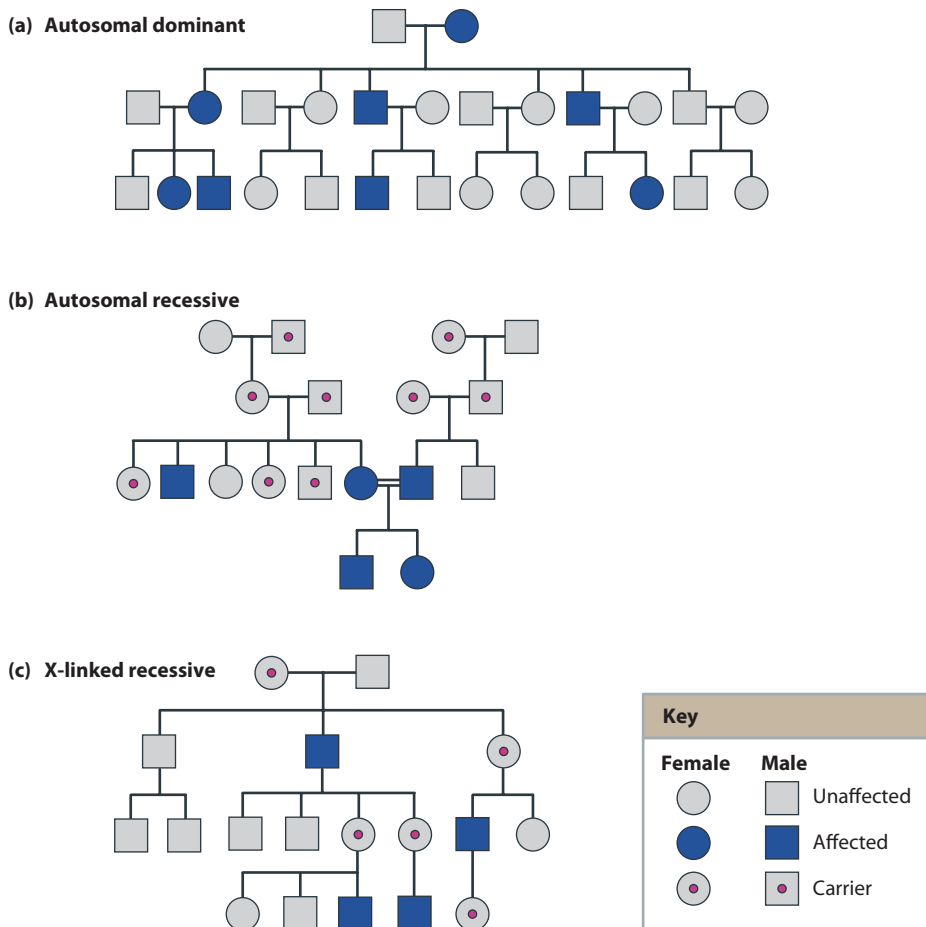 (a) Autosomal dominant
(b) Autosomal recessive
(c) X-linked recessive
Key
Female Male
Unaffected
Affected
Carrier